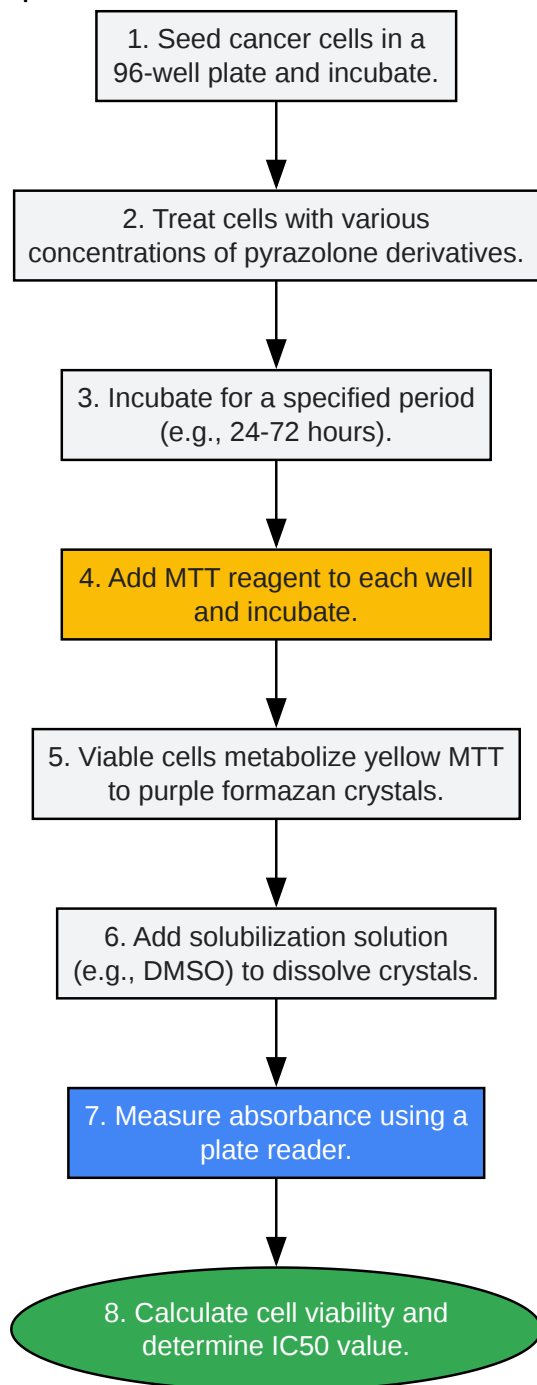 1. Seed cancer cells in a
96-well plate and incubate.
2. Treat cells with various
concentrations of pyrazolone derivatives.
3. Incubate for a specified period
(e.g., 24-72 hours).
4. Add MTT reagent to each well
and incubate.
5. Viable cells metabolize yellow MTT
to purple formazan crystals.
6. Add solubilization solution
(e.g., DMSO) to dissolve crystals.
7. Measure absorbance using a
plate reader.
8. Calculate cell viability and
determine IC50 value.